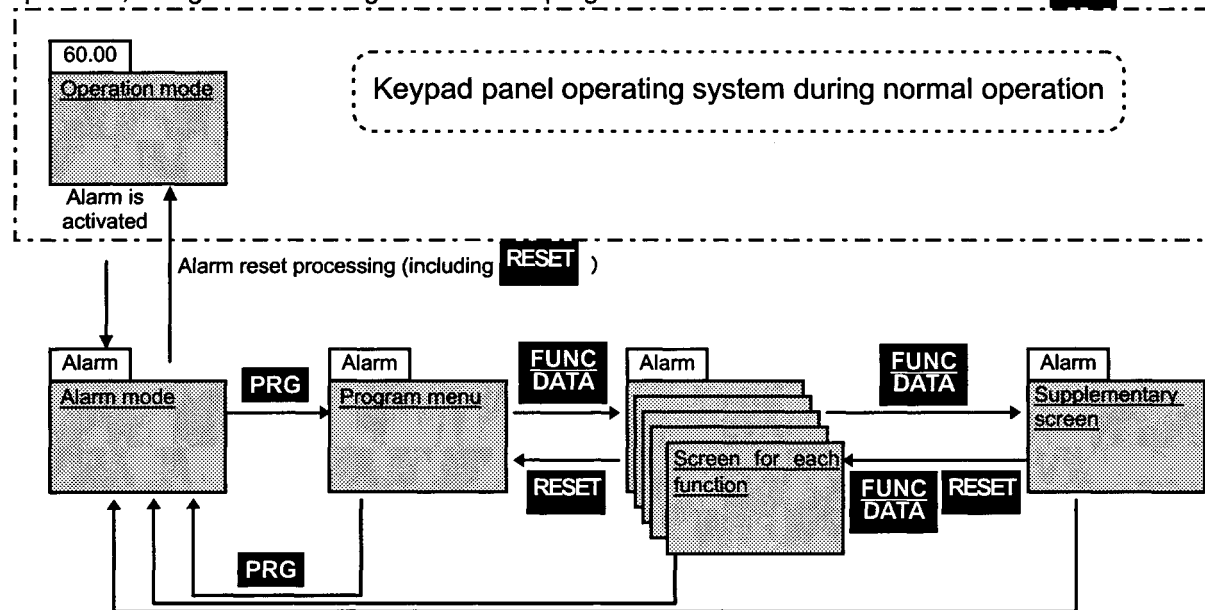 60.00
Operation mode
Keypad panel operating system during normal operation
Alarm is
activated
Alarm reset processing (including RESET )
Alarm
Alarm mode
PRG
Alarm
Program menu
FUNC
DATA
Alarm
Screen for each
function
FUNC
DATA
Alarm
Supplementary
screen
RESET
FUNC
DATA
RESET
PRG